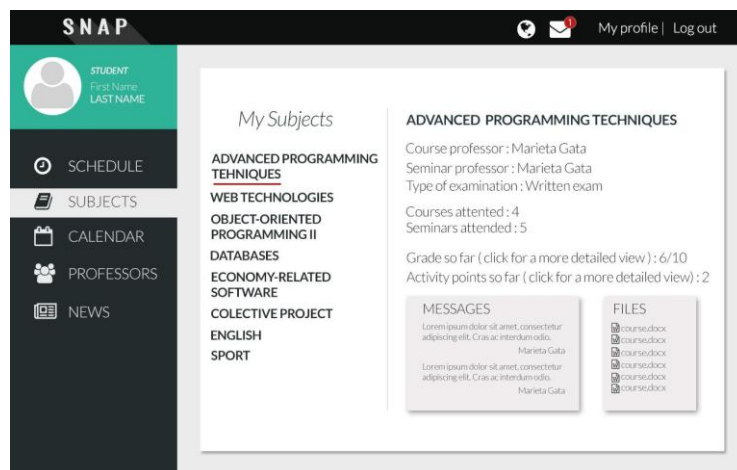 SNAP
1
My profile | Log out
STUDENT
First Name
LAST NAME
SCHEDULE
SUBJECTS
CALENDAR
PROFESSORS
NEWS
My Subjects
ADVANCED PROGRAMMING
TEHNIQUES
WEB TECHNOLOGIES
OBJECT-ORIENTED
PROGRAMMING II
DATABASES
ECONOMY-RELATED
SOFTWARE
COLECTIVE PROJECT
ENGLISH
SPORT
ADVANCED PROGRAMMING TECHNIQUES
Course professor : Marieta Gata
Seminar professor : Marieta Gata
Type of examination : Written exam
Courses attented : 4
Seminars attended : 5
Grade so far ( click for a more detailed view ) : 6/10
Activity points so far ( click for a more detailed view) : 2
MESSAGES
Lorem ipsum dolor sit amet, consectetur
adipiscing elit. Cras ac interdum odio.
Marieta Gata
Lorem ipsum dolor sit amet, consectetur
adipiscing elit. Cras ac interdum odio.
Marieta Gata
FILES
course.docx
course.docx
course.docx
course.docx
course.docx
course.docx